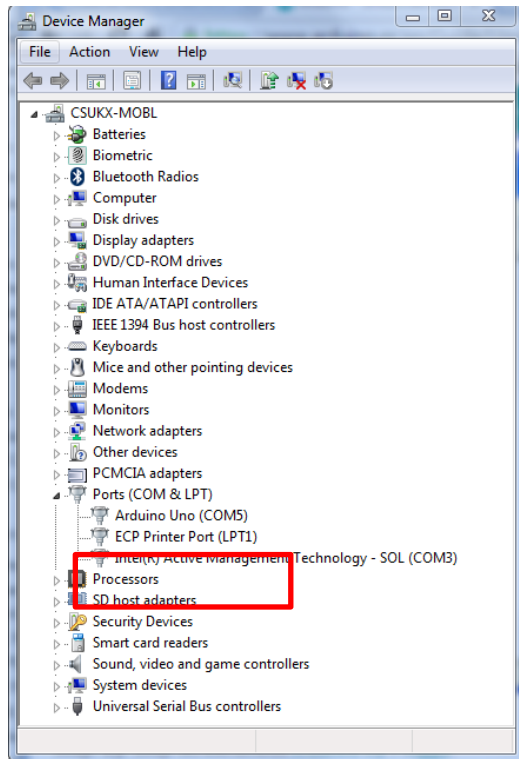 Device Manager
File Action View Help
CSUKX-MOBL
Batteries
Biometric
Bluetooth Radios
Computer
Disk drives
Display adapters
DVD/CD-ROM drives
Human Interface Devices
IDE ATA/ATAPI controllers
IEEE 1394 Bus host controllers
Keyboards
Mice and other pointing devices
Modems
Monitors
Network adapters
Other devices
PCMCIA adapters
Ports (COM & LPT)
Arduino Uno (COM5)
ECP Printer Port (LPT1)
Intel(R) Active Management Technology - SOL (COM3)
Processors
SD host adapters
Security Devices
Smart card readers
Sound, video and game controllers
System devices
Universal Serial Bus controllers